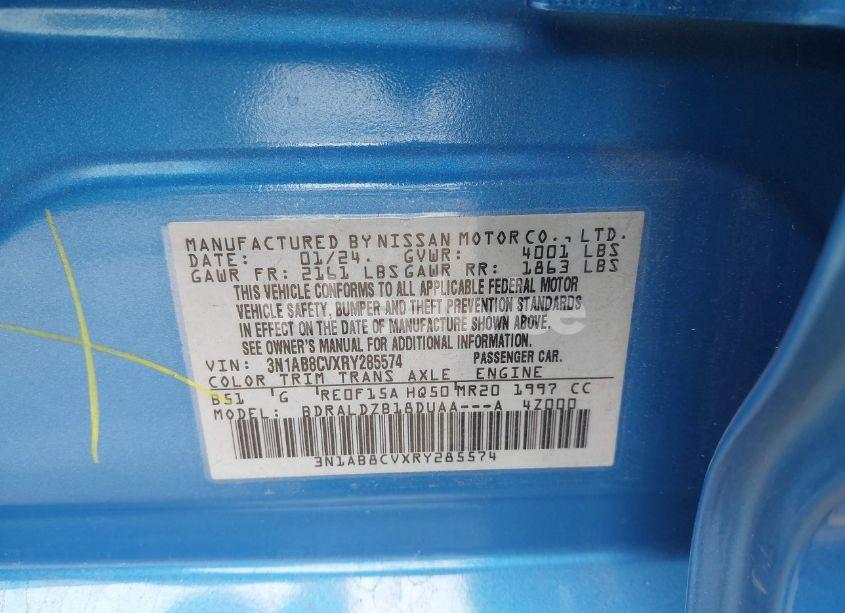 MANUFACTURED BY NISSAN MOTOR CO., LTD.
DATE: 01/24. GVWR: 4001 LBS
GAWR FR: 2161 LBS GAWR RR: 1863 LBS
THIS VEHICLE CONFORMS TO ALL APPLICABLE FEDERAL MOTOR
VEHICLE SAFETY, BUMPER AND THEFT PREVENTION STANDARDS
IN EFFECT ON THE DATE OF MANUFACTURE SHOWN ABOVE.
SEE OWNER'S MANUAL FOR ADDITIONAL INFORMATION.
VIN: 3N1AB8CVXRY285574 PASSENGER CAR.
COLOR TRIM TRANS AXLE ENGINE
B51 G RE0F15A HQ50 MR20 1997 CC
MODEL: BDRALDZB18DUAA---A 4Z000
3N1AB8CVXRY285574